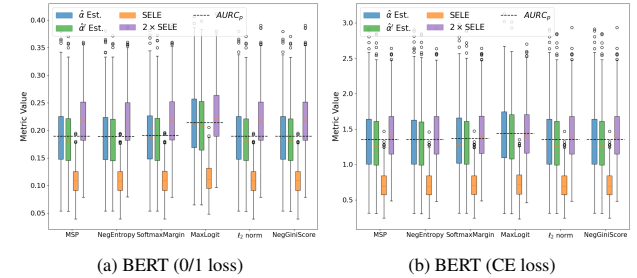 α̂ Est. SELE AURCₚ
α̂' Est. 2 × SELE
Metric Value
0.40
0.35
0.30
0.25
0.20
0.15
0.10
0.05
MSP NegEntropy SoftmaxMargin MaxLogit ℓ₂ norm NegGiniScore
(a) BERT (0/1 loss)
α̂ Est. SELE AURCₚ
α̂' Est. 2 × SELE
Metric Value
3.0
2.5
2.0
1.5
1.0
0.5
MSP NegEntropy SoftmaxMargin MaxLogit ℓ₂ norm NegGiniScore
(b) BERT (CE loss)